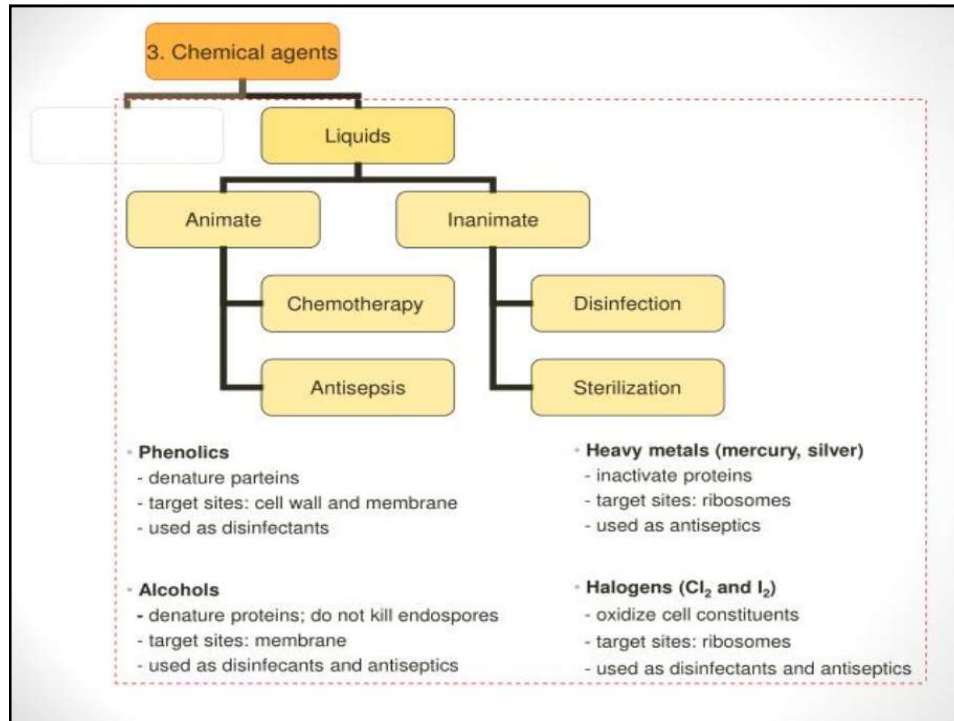 3. Chemical agents
Liquids
Animate
Inanimate
Chemotherapy
Disinfection
Antisepsis
Sterilization
• Phenolics
- denature parteins
- target sites: cell wall and membrane
- used as disinfectants
• Heavy metals (mercury, silver)
- inactivate proteins
- target sites: ribosomes
- used as antiseptics
• Alcohols
- denature proteins; do not kill endospores
- target sites: membrane
- used as disinfecants and antiseptics
• Halogens (Cl₂ and I₂)
- oxidize cell constituents
- target sites: ribosomes
- used as disinfectants and antiseptics